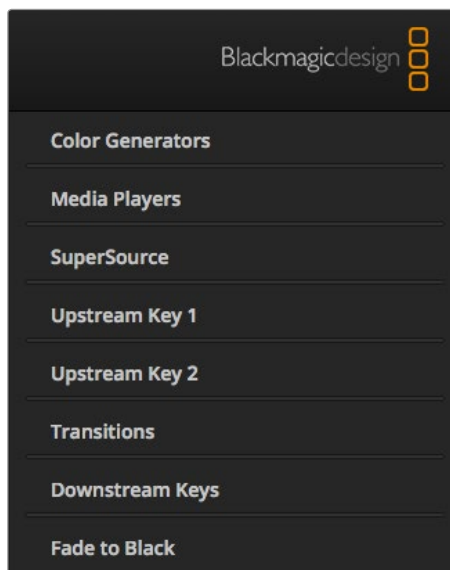 Blackmagicdesign
Color Generators
Media Players
SuperSource
Upstream Key 1
Upstream Key 2
Transitions
Downstream Keys
Fade to Black